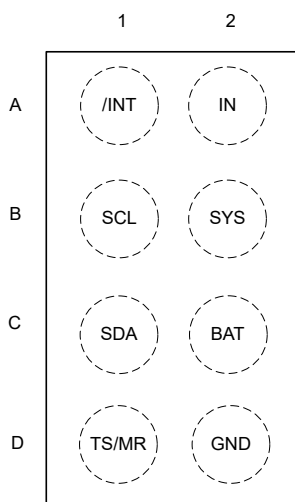 1 2
A /INT IN
B SCL SYS
C SDA BAT
D TS/MR GND